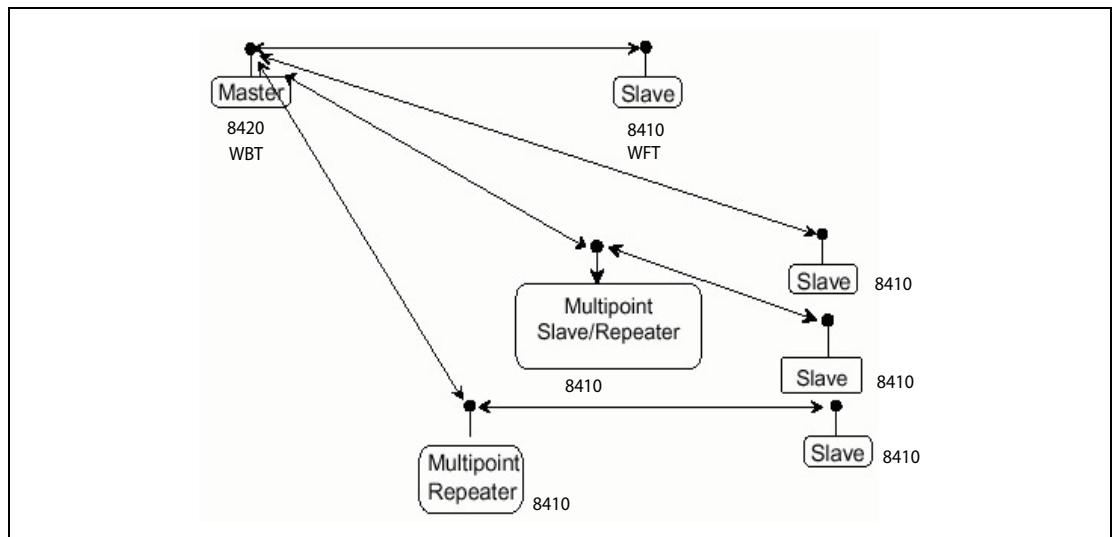 Master
8420
WBT
Slave
8410
WFT
Slave
8410
Multipoint
Slave/Repeater
8410
Slave
8410
Multipoint
Repeater
8410
Slave
8410